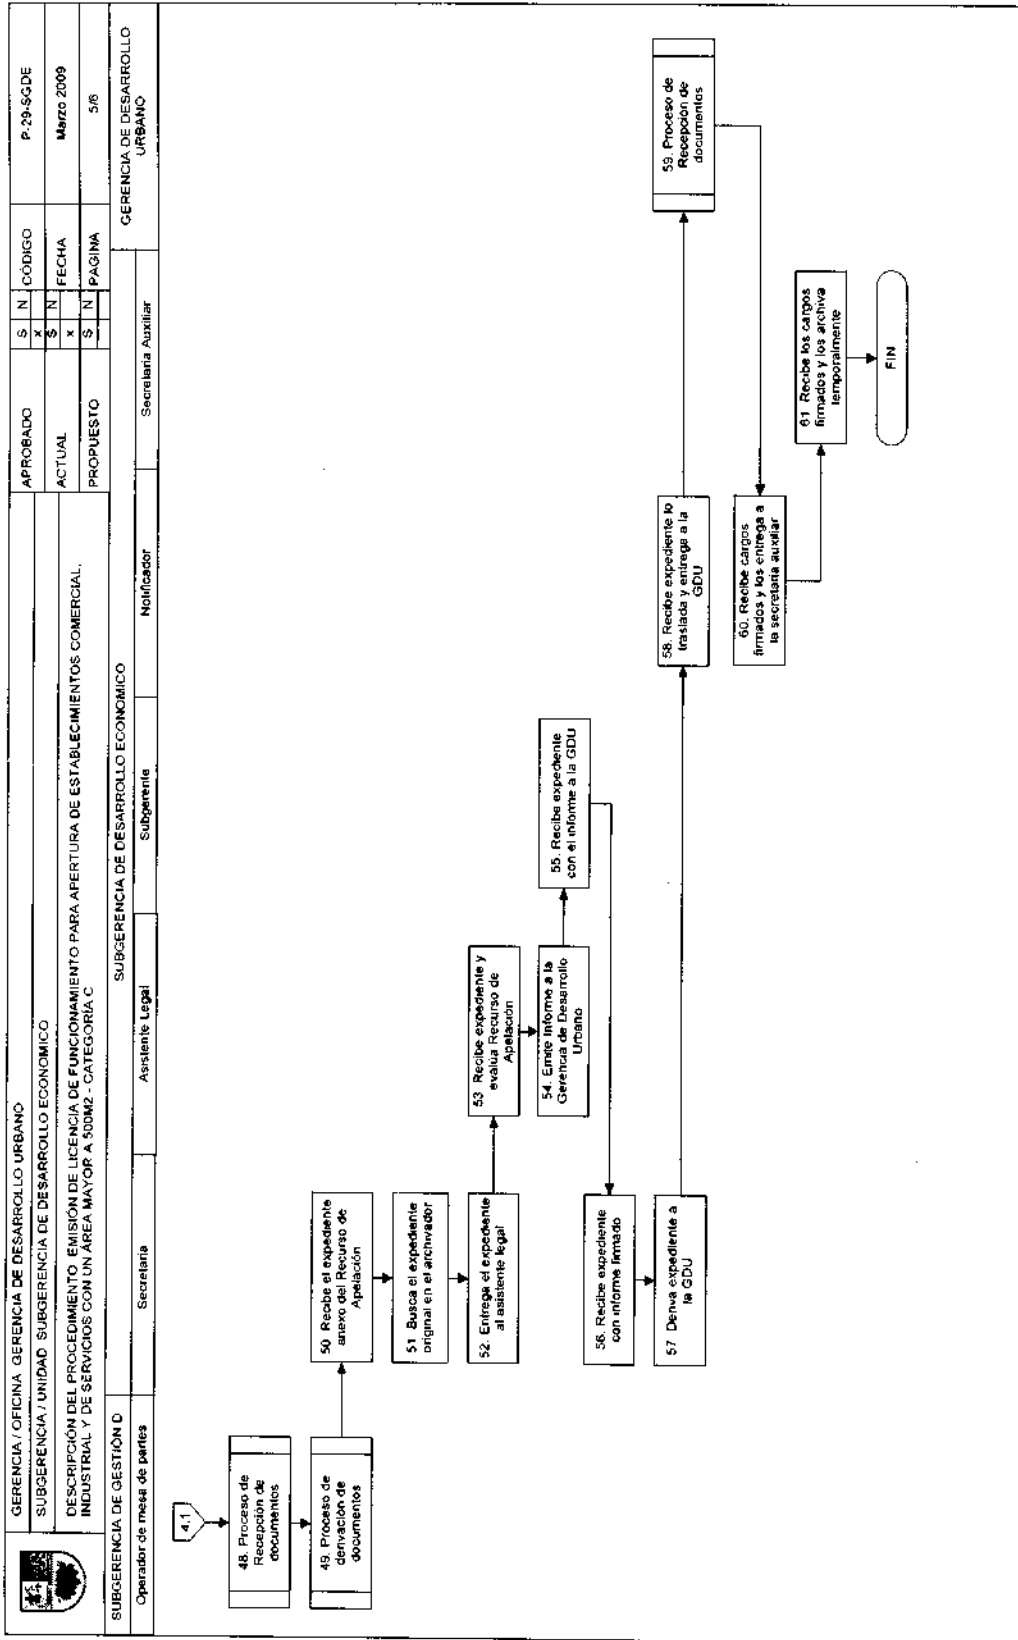 GERENCIA / OFICINA GERENCIA DE DESARROLLO URBANO
APROBADO
S N
x
CÓDIGO
P-29-SGDE
SUBGERENCIA / UNIDAD SUBGERENCIA DE DESARROLLO ECONOMICO
ACTUAL
S N
x
FECHA
Marzo 2009
DESCRIPCIÓN DEL PROCEDIMIENTO EMISIÓN DE LICENCIA DE FUNCIONAMIENTO PARA APERTURA DE ESTABLECIMIENTOS COMERCIAL,
INDUSTRIAL Y DE SERVICIOS CON UN ÁREA MAYOR A 500M2 - CATEGORÍA C
PROPUESTO
S N
PAGINA
5/6
SUBGERENCIA DE GESTIÓN D
SUBGERENCIA DE DESARROLLO ECONOMICO
GERENCIA DE DESARROLLO
URBANO
Operador de mesa de partes
Secretaria
Asistente Legal
Subgerente
Notificador
Secretaria Auxiliar
4.1
48. Proceso de
Recepción de
documentos
49. Proceso de
derivación de
documentos
50 Recibe el expediente
anexo del Recurso de
Apelación
51 Busca el expediente
original en el archivador
52. Entrega el expediente
al asistente legal
53 Recibe expediente y
evalúa Recurso de
Apelación
54. Emite Informe a la
Gerencia de Desarrollo
Urbano
55. Recibe expediente
con el informe a la GDU
56. Recibe expediente
con informe firmado
57 Deriva expediente a
la GDU
58. Recibe expediente lo
traslada y entrega a la
GDU
59. Proceso de
Recepción de
documentos
60. Recibe cargos
firmados y los entrega a
la secretaria auxiliar
61 Recibe los cargos
firmados y los archiva
temporalmente
FIN